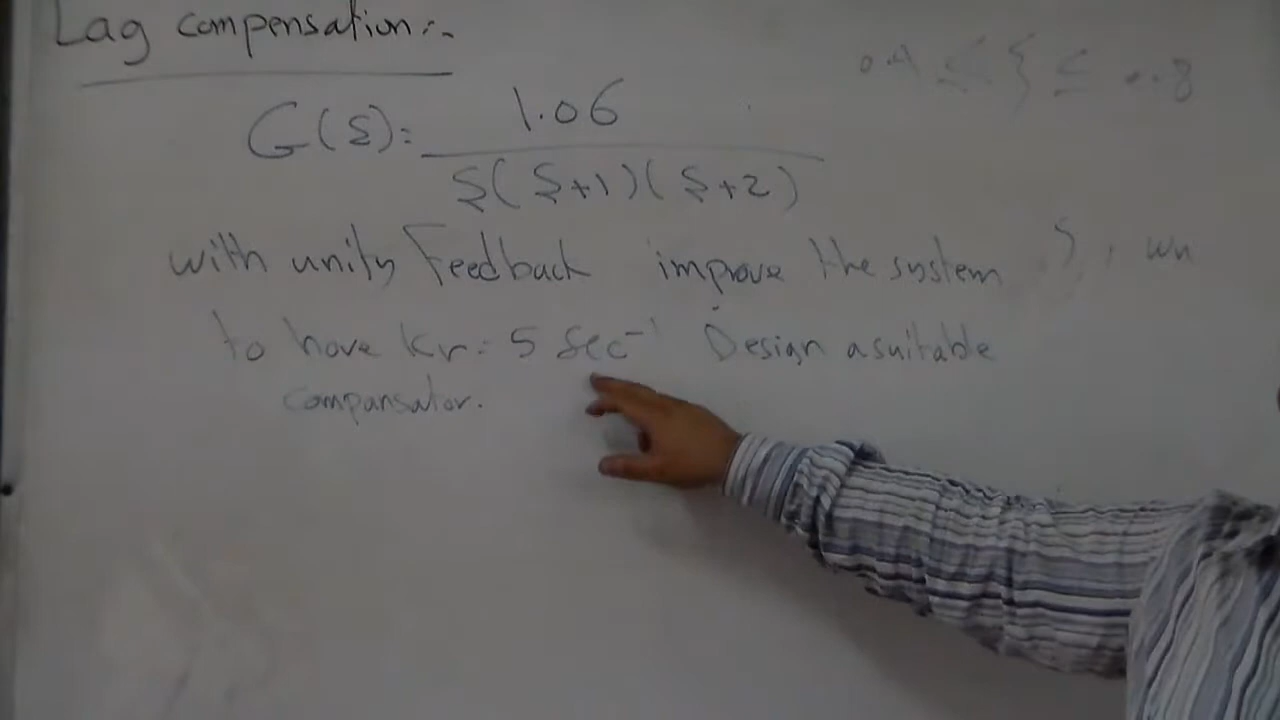 Lag compensation:-
0.4 ≤ ξ ≤ 0.8
G(s): 1.06
s(s+1)(s+2)
with unity Feedback improve the system ξ, wn
to have kv: 5 sec⁻¹ Design a suitable
compansator.